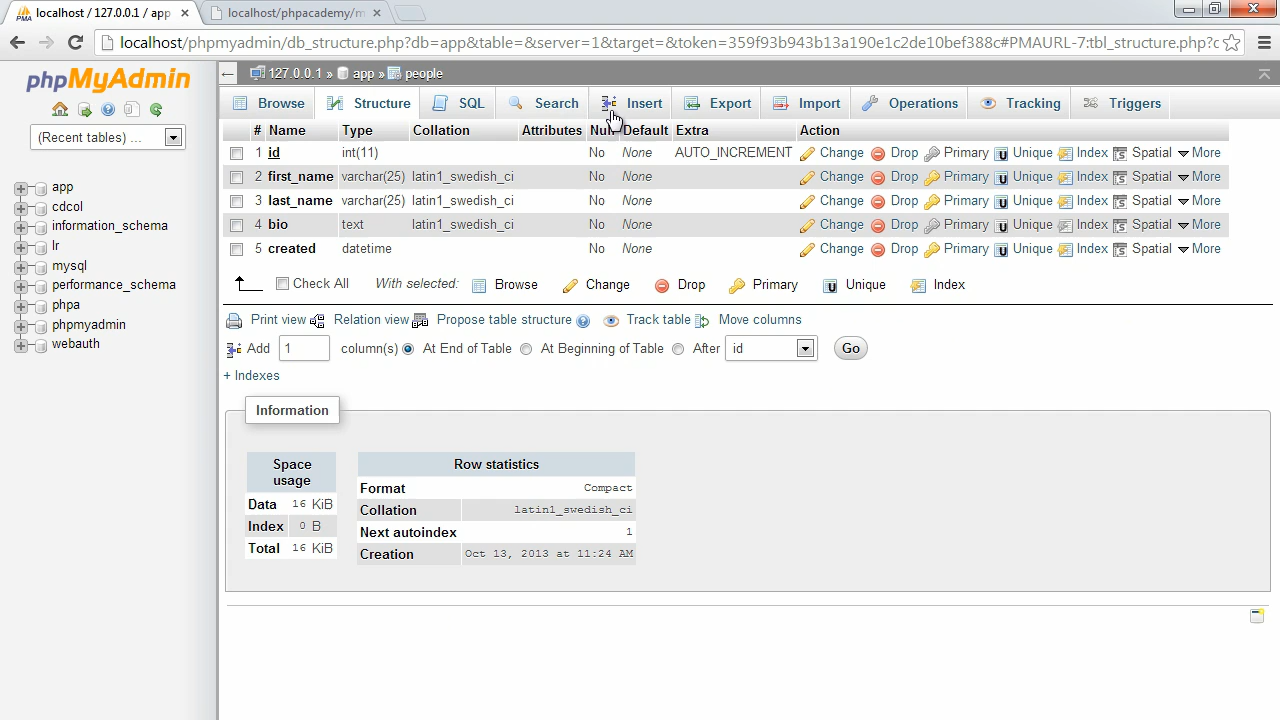 localhost / 127.0.0.1 / app
localhost/phpacademy/m
localhost/phpmyadmin/db_structure.php?db=app&table=&server=1&target=&token=359f93b943b13a190e1c2de10bef388c#PMAURL-7:tbl_structure.php?c
phpMyAdmin
(Recent tables) ...
app
cdcol
information_schema
lr
mysql
performance_schema
phpa
phpmyadmin
webauth
127.0.0.1 » app » people
Browse Structure SQL Search Insert Export Import Operations Tracking Triggers
# Name Type Collation Attributes Null Default Extra Action
1 id int(11) No None AUTO_INCREMENT Change Drop Primary Unique Index Spatial More
2 first_name varchar(25) latin1_swedish_ci No None Change Drop Primary Unique Index Spatial More
3 last_name varchar(25) latin1_swedish_ci No None Change Drop Primary Unique Index Spatial More
4 bio text latin1_swedish_ci No None Change Drop Primary Unique Index Spatial More
5 created datetime No None Change Drop Primary Unique Index Spatial More
Check All With selected: Browse Change Drop Primary Unique Index
Print view Relation view Propose table structure Track table Move columns
Add 1 column(s) At End of Table At Beginning of Table After id Go
+ Indexes
Information
Space usage
Data 16 KiB
Index 0 B
Total 16 KiB
Row statistics
Format Compact
Collation latin1_swedish_ci
Next autoindex 1
Creation Oct 13, 2013 at 11:24 AM